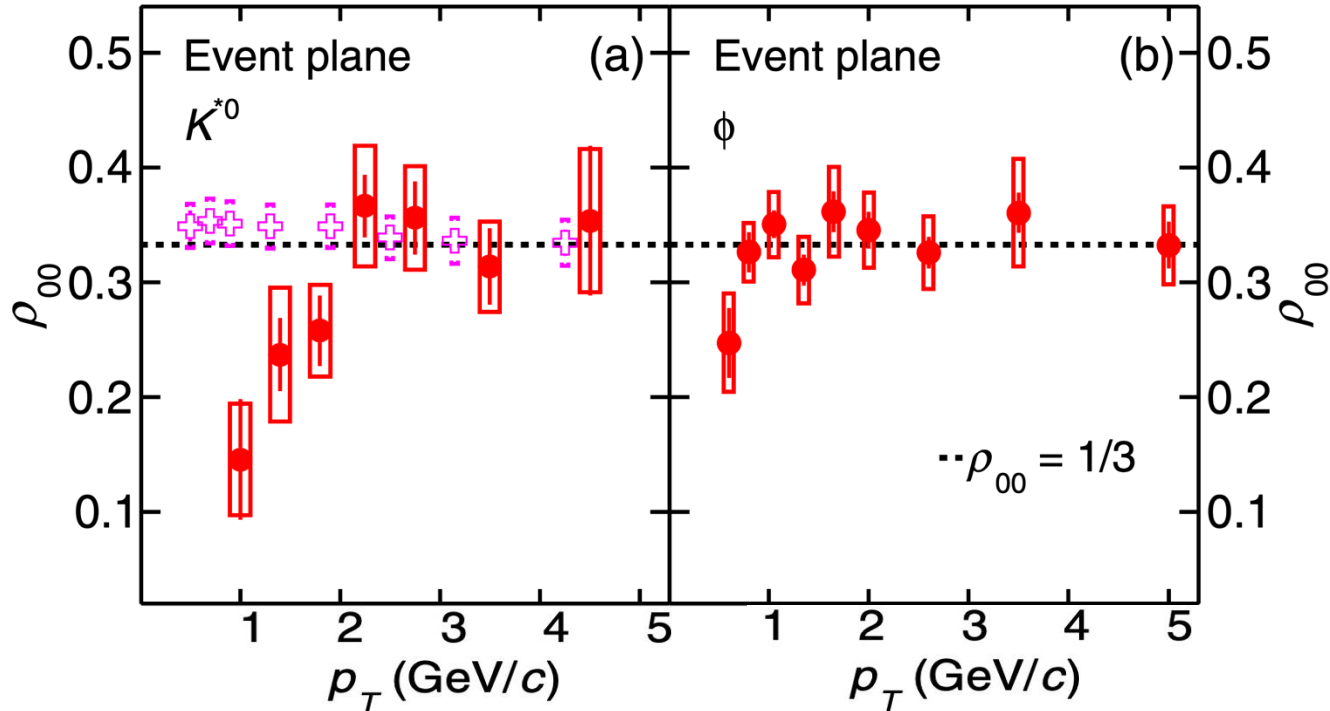 0.5
0.4
0.3
0.2
0.1
ρ00
Event plane
(a)
K*0
1 2 3 4 5
pT (GeV/c)
Event plane
(b)
ϕ
ρ00 = 1/3
1 2 3 4 5
pT (GeV/c)
0.5
0.4
0.3
0.2
0.1
ρ00